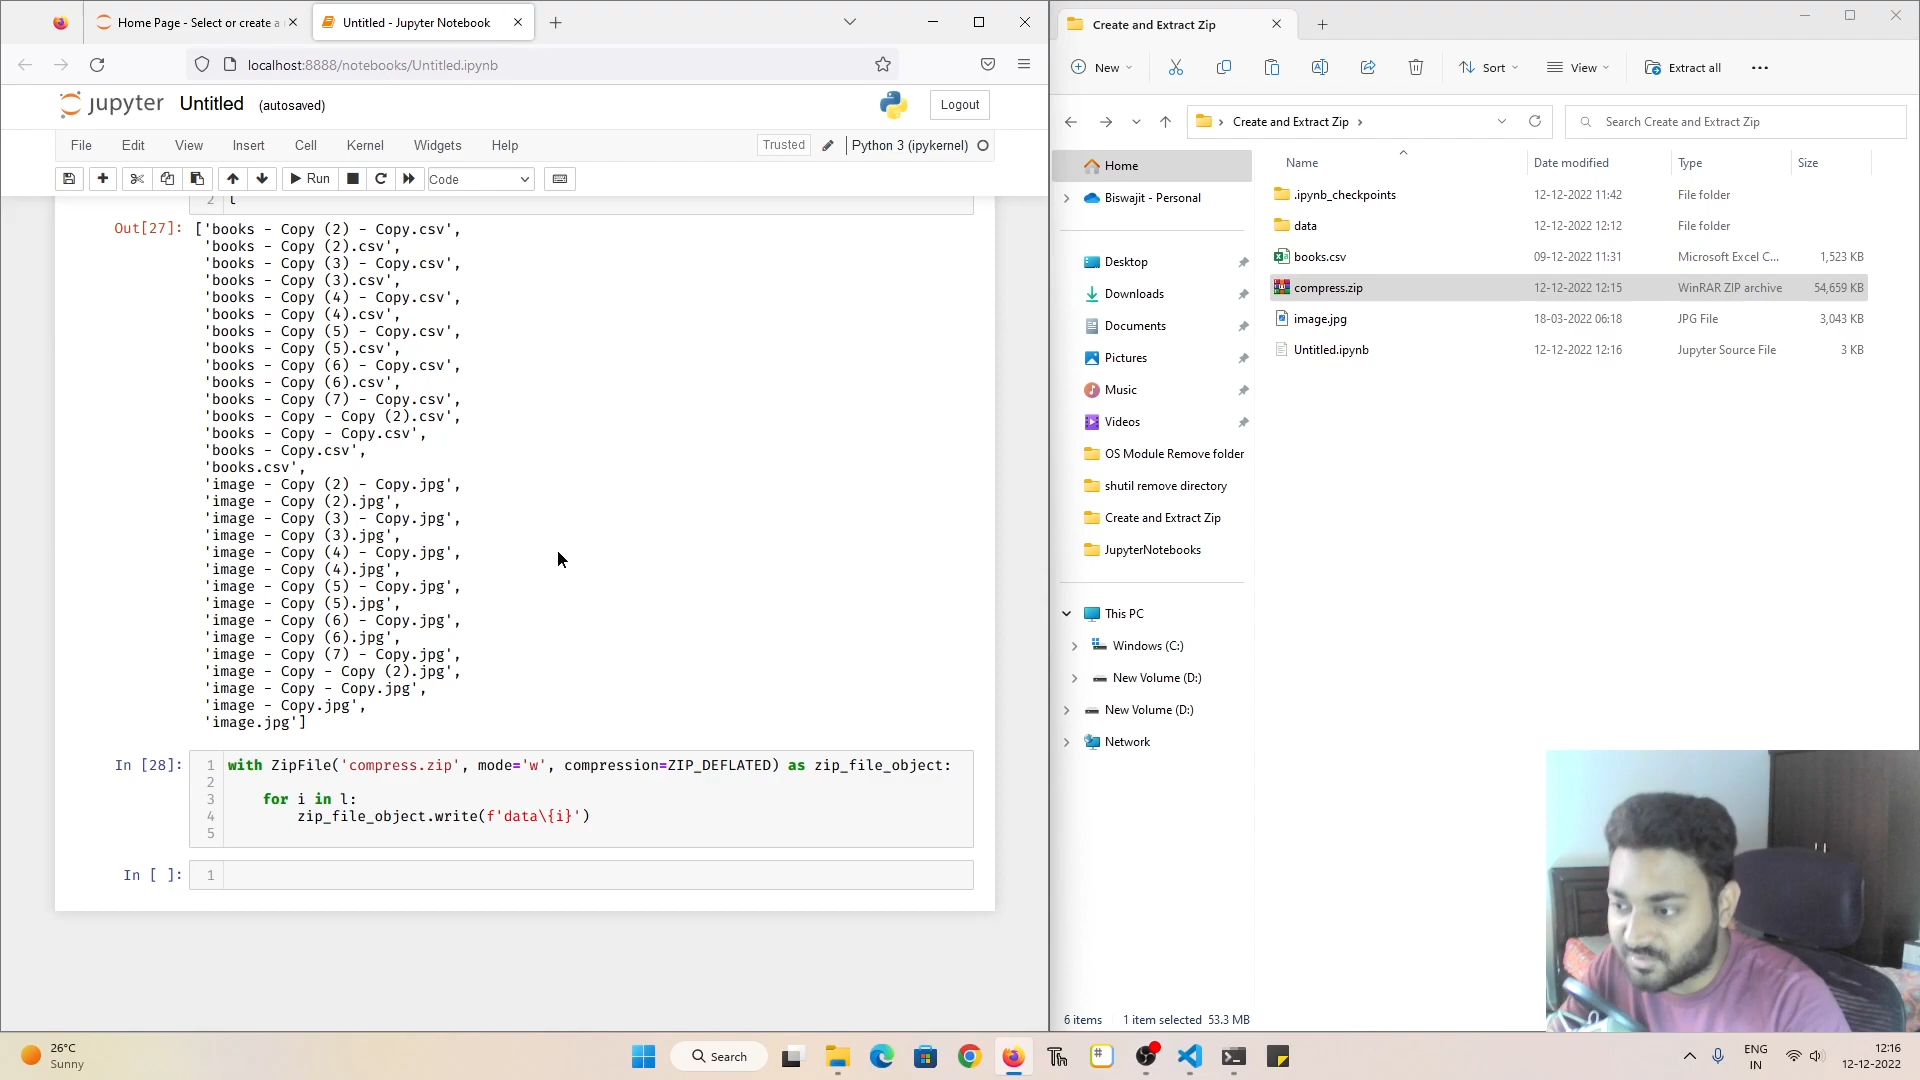 Home Page - Select or create a
Untitled - Jupyter Notebook
localhost:8888/notebooks/Untitled.ipynb
jupyter Untitled (autosaved)
Logout
File Edit View Insert Cell Kernel Widgets Help
Trusted
Python 3 (ipykernel)
Run
Code
2 l
Out[27]: ['books - Copy (2) - Copy.csv',
'books - Copy (2).csv',
'books - Copy (3) - Copy.csv',
'books - Copy (3).csv',
'books - Copy (4) - Copy.csv',
'books - Copy (4).csv',
'books - Copy (5) - Copy.csv',
'books - Copy (5).csv',
'books - Copy (6) - Copy.csv',
'books - Copy (6).csv',
'books - Copy (7) - Copy.csv',
'books - Copy - Copy (2).csv',
'books - Copy - Copy.csv',
'books - Copy.csv',
'books.csv',
'image - Copy (2) - Copy.jpg',
'image - Copy (2).jpg',
'image - Copy (3) - Copy.jpg',
'image - Copy (3).jpg',
'image - Copy (4) - Copy.jpg',
'image - Copy (4).jpg',
'image - Copy (5) - Copy.jpg',
'image - Copy (5).jpg',
'image - Copy (6) - Copy.jpg',
'image - Copy (6).jpg',
'image - Copy (7) - Copy.jpg',
'image - Copy - Copy (2).jpg',
'image - Copy - Copy.jpg',
'image - Copy.jpg',
'image.jpg']
In [28]: 1 with ZipFile('compress.zip', mode='w', compression=ZIP_DEFLATED) as zip_file_object:
2
3 for i in l:
4 zip_file_object.write(f'data\{i}')
5
In [ ]: 1
Create and Extract Zip
New
Sort
View
Extract all
Create and Extract Zip
Search Create and Extract Zip
Home
Biswajit - Personal
Desktop
Downloads
Documents
Pictures
Music
Videos
OS Module Remove folder
shutil remove directory
Create and Extract Zip
JupyterNotebooks
This PC
Windows (C:)
New Volume (D:)
New Volume (D:)
Network
Name Date modified Type Size
.ipynb_checkpoints 12-12-2022 11:42 File folder
data 12-12-2022 12:12 File folder
books.csv 09-12-2022 11:31 Microsoft Excel C... 1,523 KB
compress.zip 12-12-2022 12:15 WinRAR ZIP archive 54,659 KB
image.jpg 18-03-2022 06:18 JPG File 3,043 KB
Untitled.ipynb 12-12-2022 12:16 Jupyter Source File 3 KB
6 items 1 item selected 53.3 MB
26°C
Sunny
Search
ENG
IN
12:16
12-12-2022